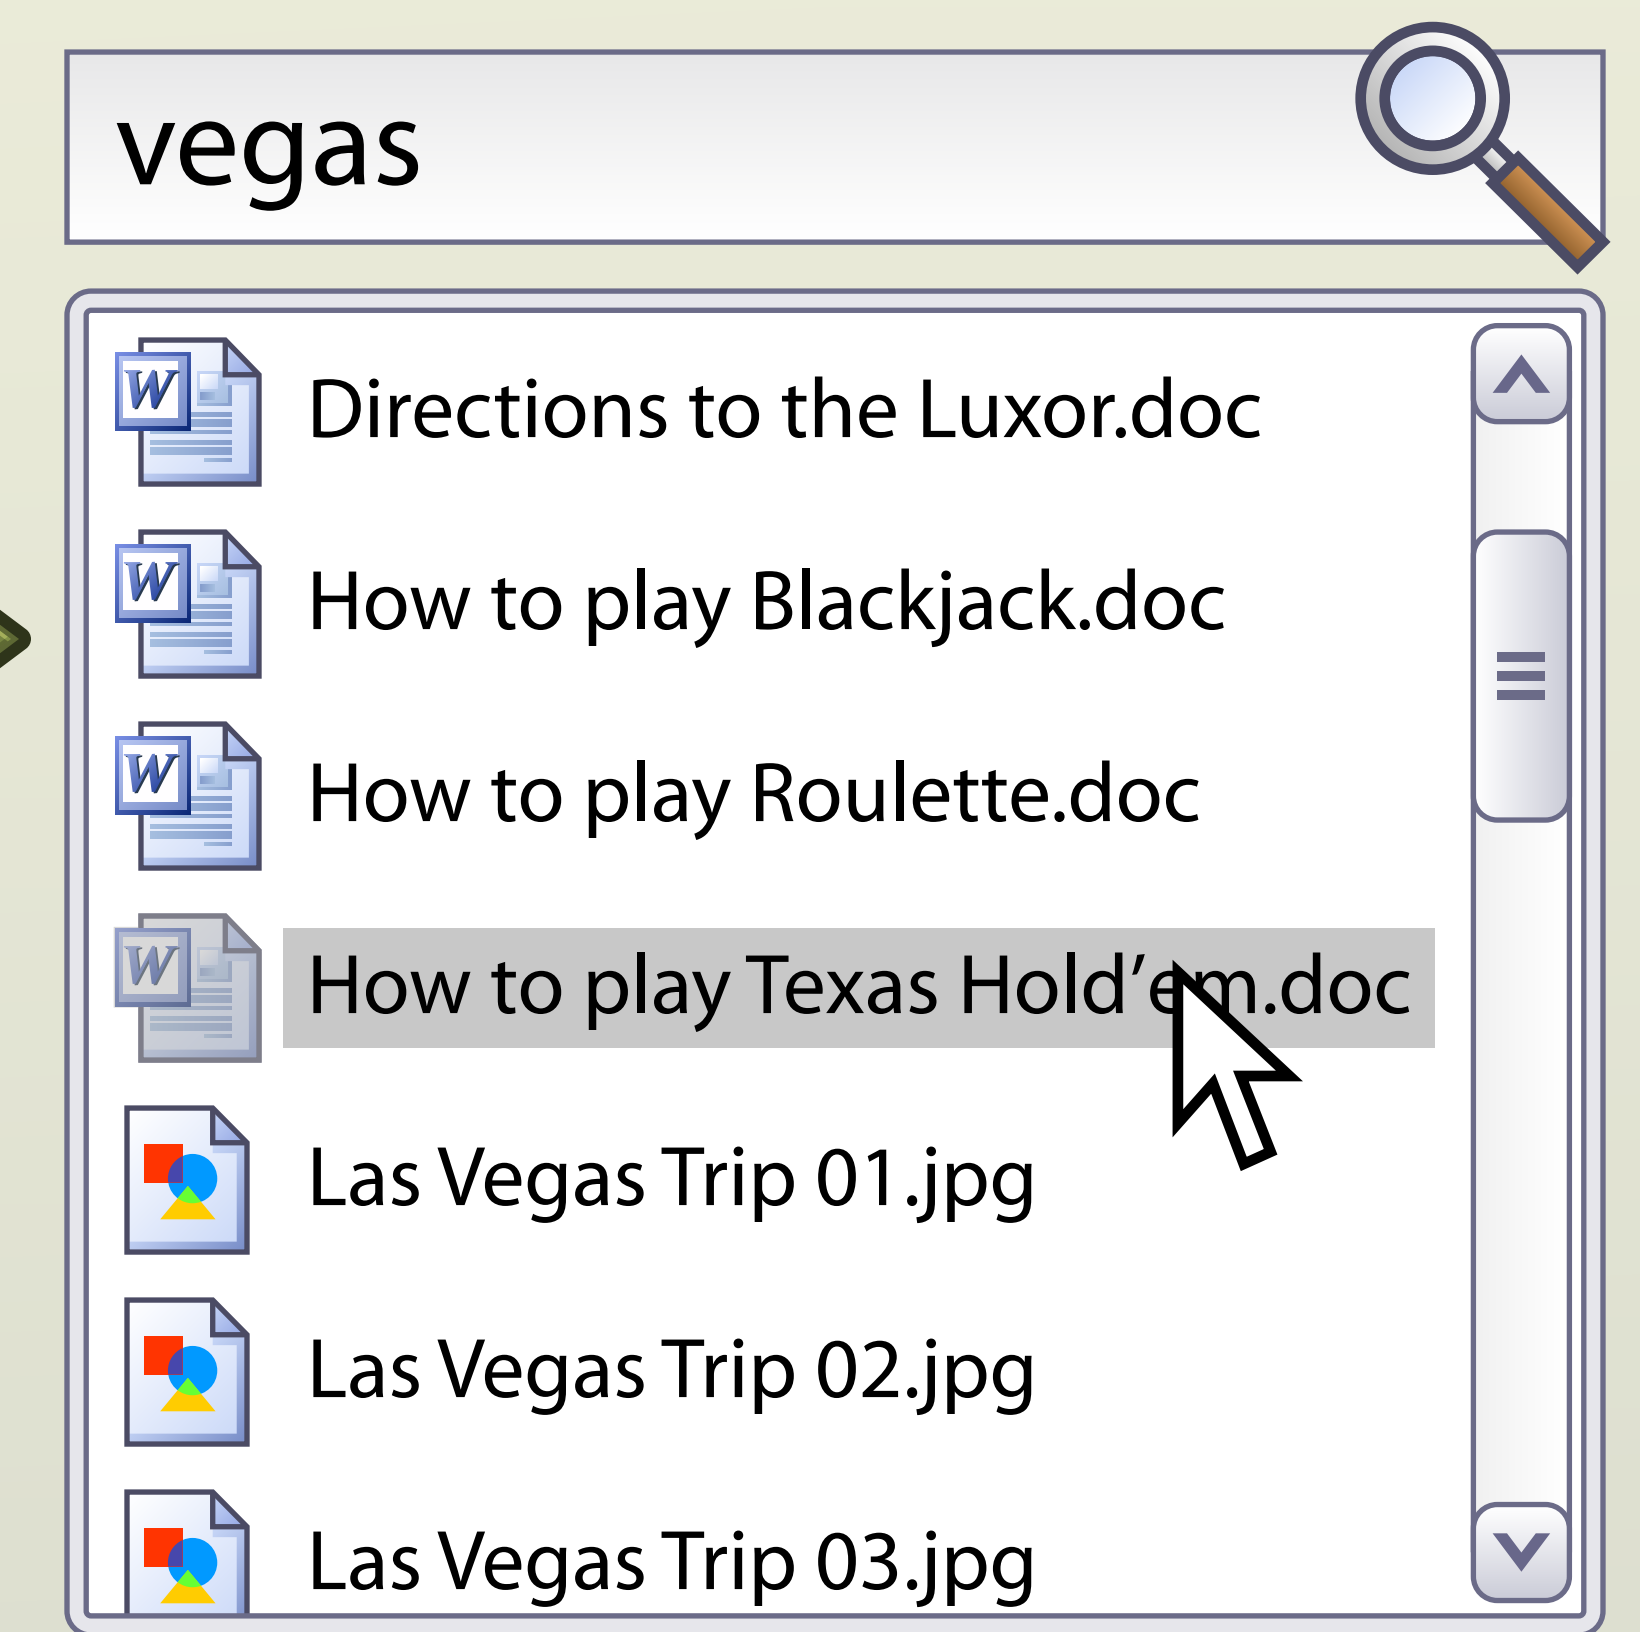 vegas
W Directions to the Luxor.doc
W How to play Blackjack.doc
W How to play Roulette.doc
W How to play Texas Hold’em.doc
Las Vegas Trip 01.jpg
Las Vegas Trip 02.jpg
Las Vegas Trip 03.jpg